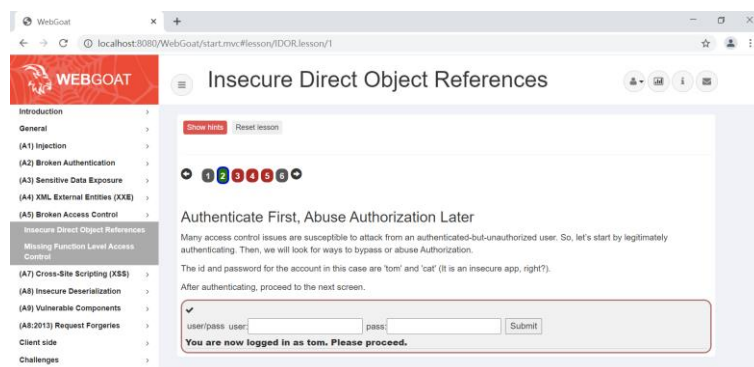 WebGoat
localhost:8080/WebGoat/start.mvc#lesson/IDOR.lesson/1
WEBGOAT
Insecure Direct Object References
Introduction
General
(A1) Injection
(A2) Broken Authentication
(A3) Sensitive Data Exposure
(A4) XML External Entities (XXE)
(A5) Broken Access Control
Insecure Direct Object References
Missing Function Level Access
Control
(A7) Cross-Site Scripting (XSS)
(A8) Insecure Deserialization
(A9) Vulnerable Components
(A8:2013) Request Forgeries
Client side
Challenges
Show hints Reset lesson
1 2 3 4 5 6
Authenticate First, Abuse Authorization Later
Many access control issues are susceptible to attack from an authenticated-but-unauthorized user. So, let's start by legitimately
authenticating. Then, we will look for ways to bypass or abuse Authorization.
The id and password for the account in this case are 'tom' and 'cat' (It is an insecure app, right?).
After authenticating, proceed to the next screen.
user/pass user: pass: Submit
You are now logged in as tom. Please proceed.